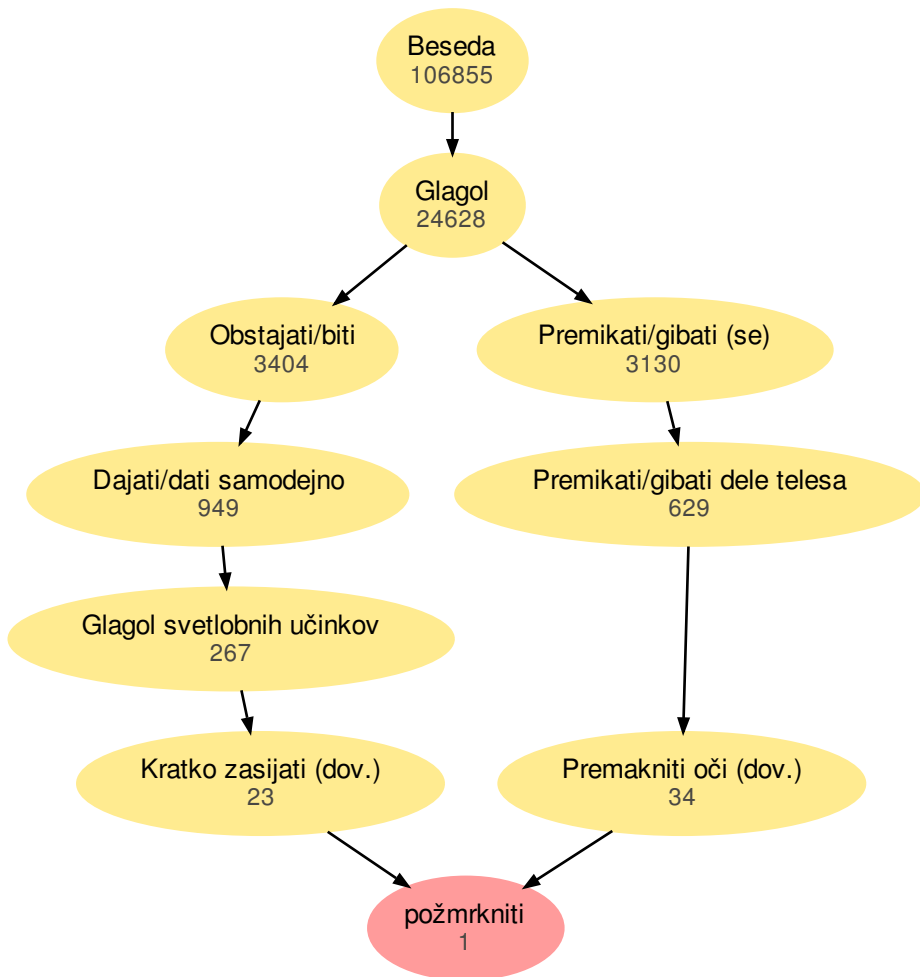 Beseda
106855
Glagol
24628
Obstajati/biti
3404
Premikati/gibati (se)
3130
Dajati/dati samodejno
949
Premikati/gibati dele telesa
629
Glagol svetlobnih učinkov
267
Kratko zasijati (dov.)
23
Premakniti oči (dov.)
34
požmrkniti
1